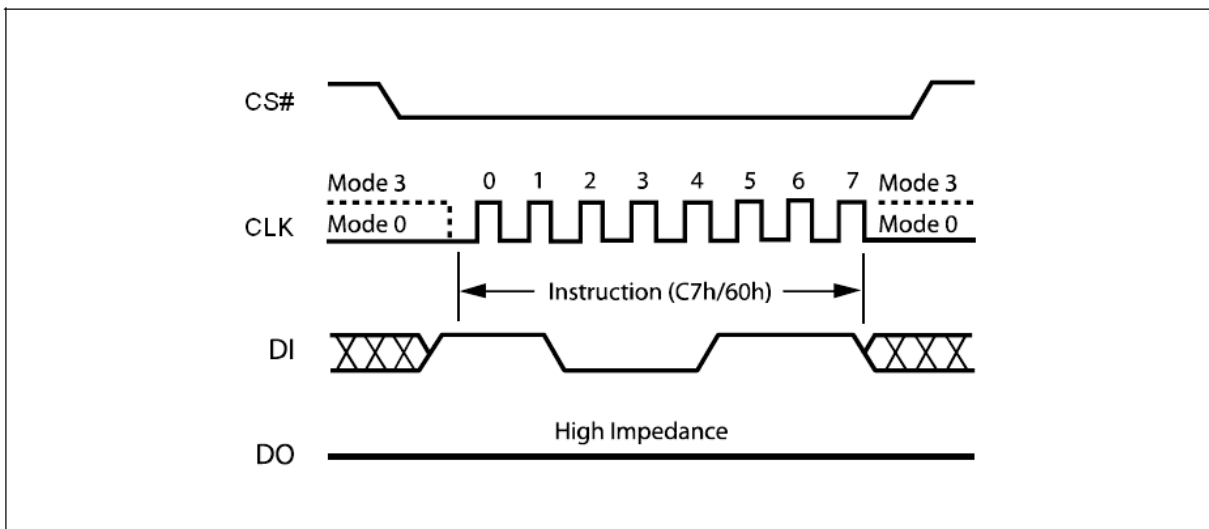 CS#
Mode 3 0 1 2 3 4 5 6 7 Mode 3
CLK Mode 0 Mode 0
Instruction (C7h/60h)
DI
High Impedance
DO